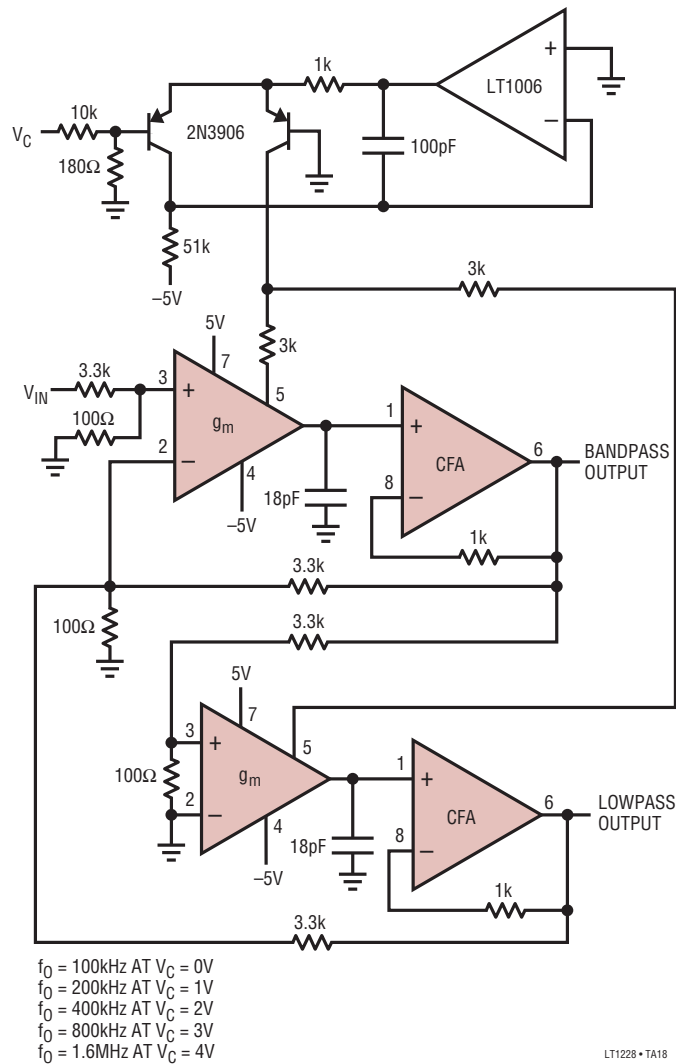 1k
+
LT1006
–
10k
V_C
2N3906
180Ω
100pF
51k
–5V
3k
3k
5V
7
3.3k
3
V_IN
+
5
100Ω
g_m
1
+
6
BANDPASS
OUTPUT
2
–
CFA
4
18pF
8
–
–5V
1k
3.3k
100Ω
3.3k
5V
7
3
+
5
100Ω
g_m
1
+
6
LOWPASS
OUTPUT
2
–
CFA
4
18pF
8
–
–5V
1k
3.3k
f_O = 100kHz AT V_C = 0V
f_O = 200kHz AT V_C = 1V
f_O = 400kHz AT V_C = 2V
f_O = 800kHz AT V_C = 3V
f_O = 1.6MHz AT V_C = 4V
LT1228 • TA18